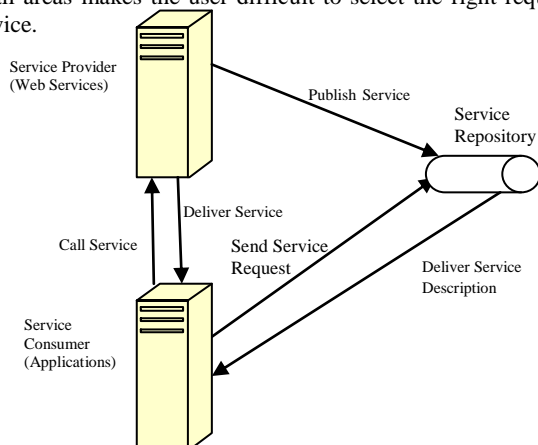 areas makes the user difficult to select the right
vice.
Service Provider
(Web Services)
Publish Service
Service
Repository
Deliver Service
Call Service
Send Service
Request
Deliver Service
Description
Service
Consumer
(Applications)